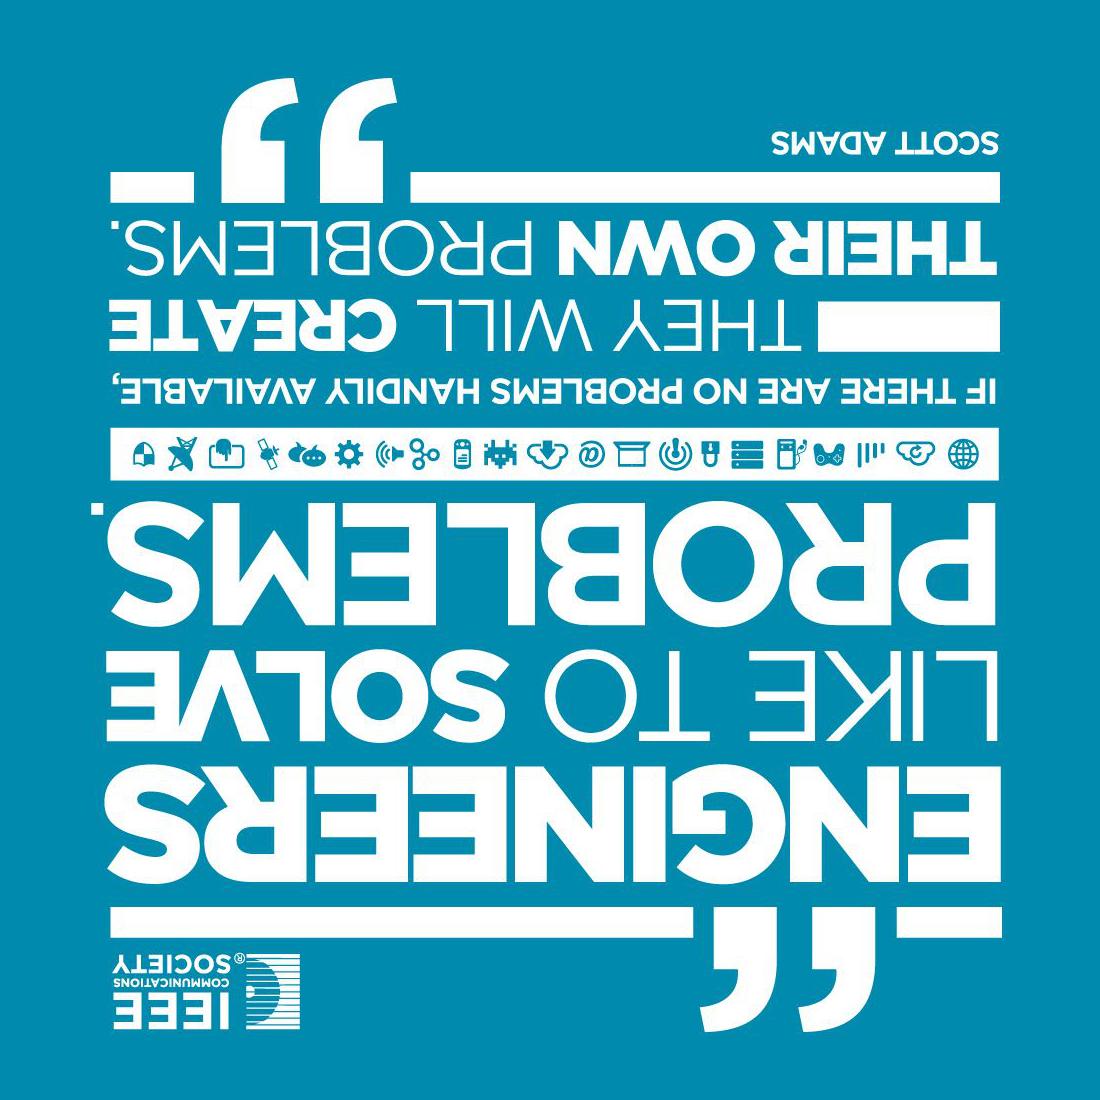 IEEE
COMMUNICATIONS
SOCIETY®
“
ENGINEERS
LIKE TO SOLVE
PROBLEMS.
IF THERE ARE NO PROBLEMS HANDILY AVAILABLE,
THEY WILL CREATE
THEIR OWN PROBLEMS.
”
SCOTT ADAMS